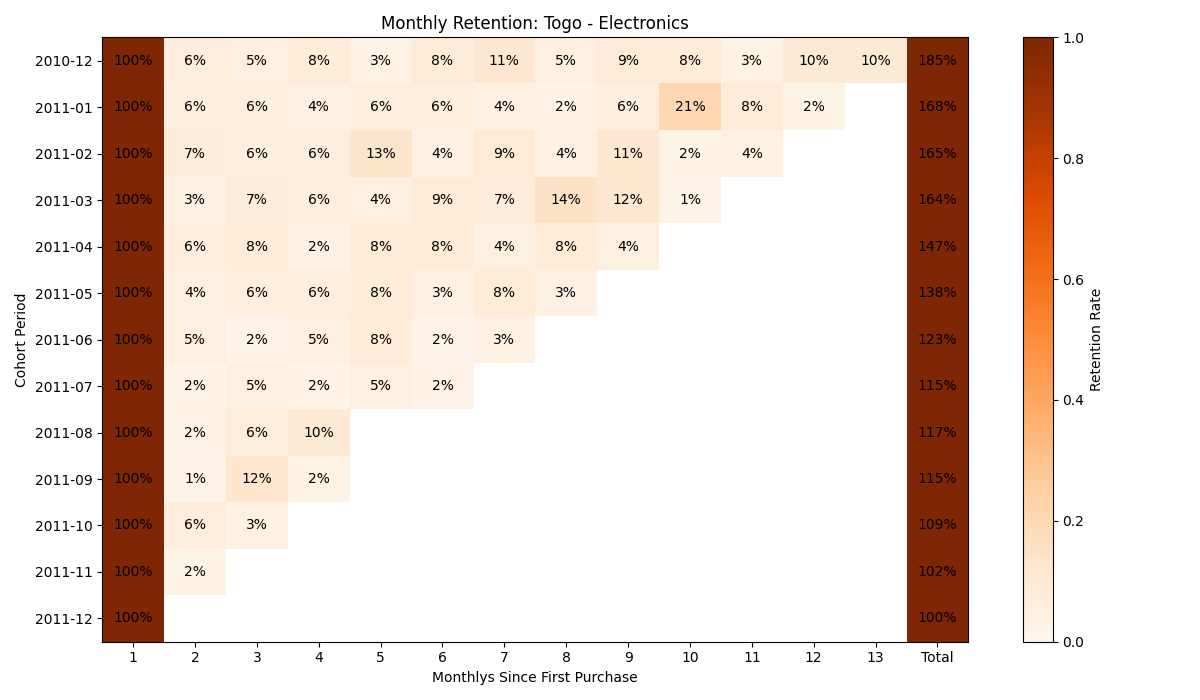 Monthly Retention: Togo - Electronics
Cohort Period
2010-12 100% 6% 5% 8% 3% 8% 11% 5% 9% 8% 3% 10% 10% 185%
2011-01 100% 6% 6% 4% 6% 6% 4% 2% 6% 21% 8% 2% 168%
2011-02 100% 7% 6% 6% 13% 4% 9% 4% 11% 2% 4% 165%
2011-03 100% 3% 7% 6% 4% 9% 7% 14% 12% 1% 164%
2011-04 100% 6% 8% 2% 8% 8% 4% 8% 4% 147%
2011-05 100% 4% 6% 6% 8% 3% 8% 3% 138%
2011-06 100% 5% 2% 5% 8% 2% 3% 123%
2011-07 100% 2% 5% 2% 5% 2% 115%
2011-08 100% 2% 6% 10% 117%
2011-09 100% 1% 12% 2% 115%
2011-10 100% 6% 3% 109%
2011-11 100% 2% 102%
2011-12 100% 100%
1 2 3 4 5 6 7 8 9 10 11 12 13 Total
Monthlys Since First Purchase
1.0
0.8
0.6
0.4
0.2
0.0
Retention Rate